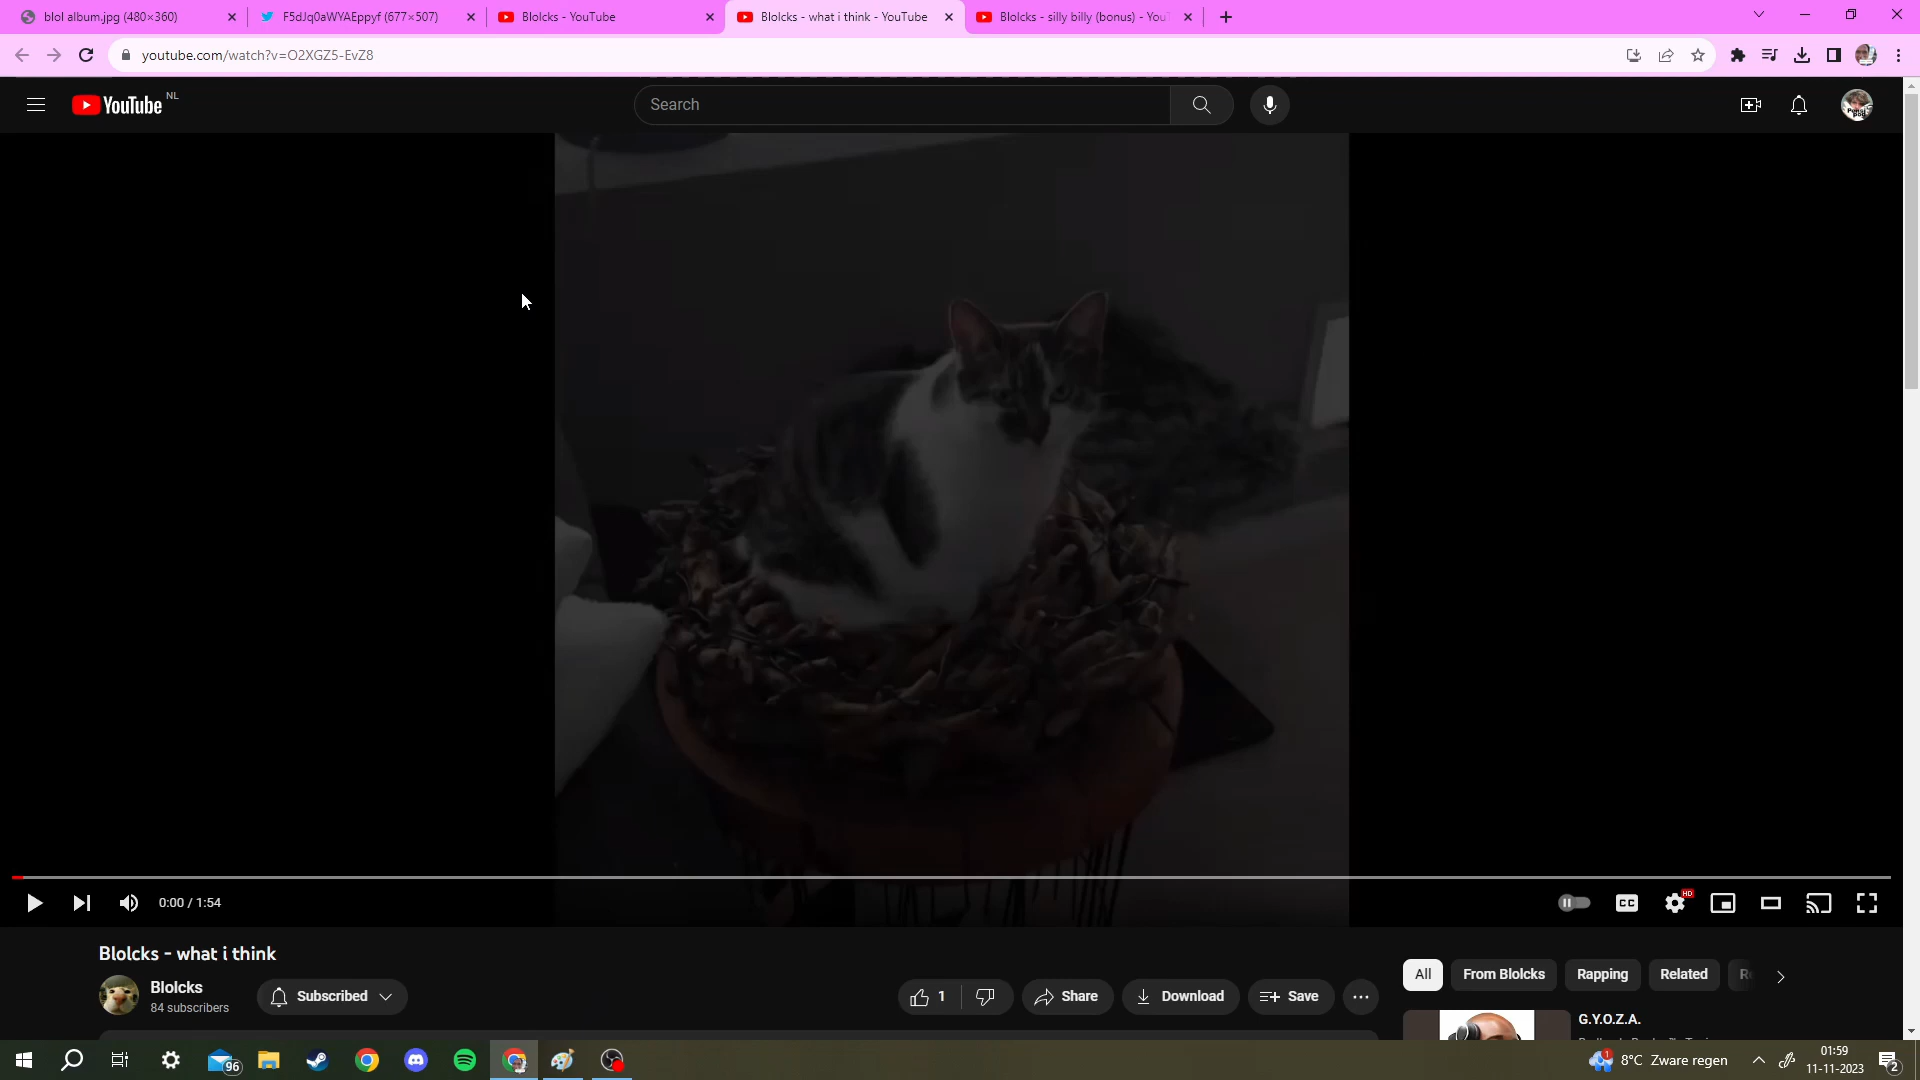 blol album.jpg (480×360)
F5dJq0aWYAEppyf (677×507)
Blolcks - YouTube
Blolcks - what i think - YouTube
Blolcks - silly billy (bonus) - You
youtube.com/watch?v=O2XGZ5-EvZ8
YouTube NL
Search
0:00 / 1:54
CC
HD
Blolcks - what i think
Blolcks
84 subscribers
Subscribed
1
Share
Download
Save
All
From Blolcks
Rapping
Related
G.Y.O.Z.A.
96
1
8°C Zware regen
01:59
11-11-2023
2